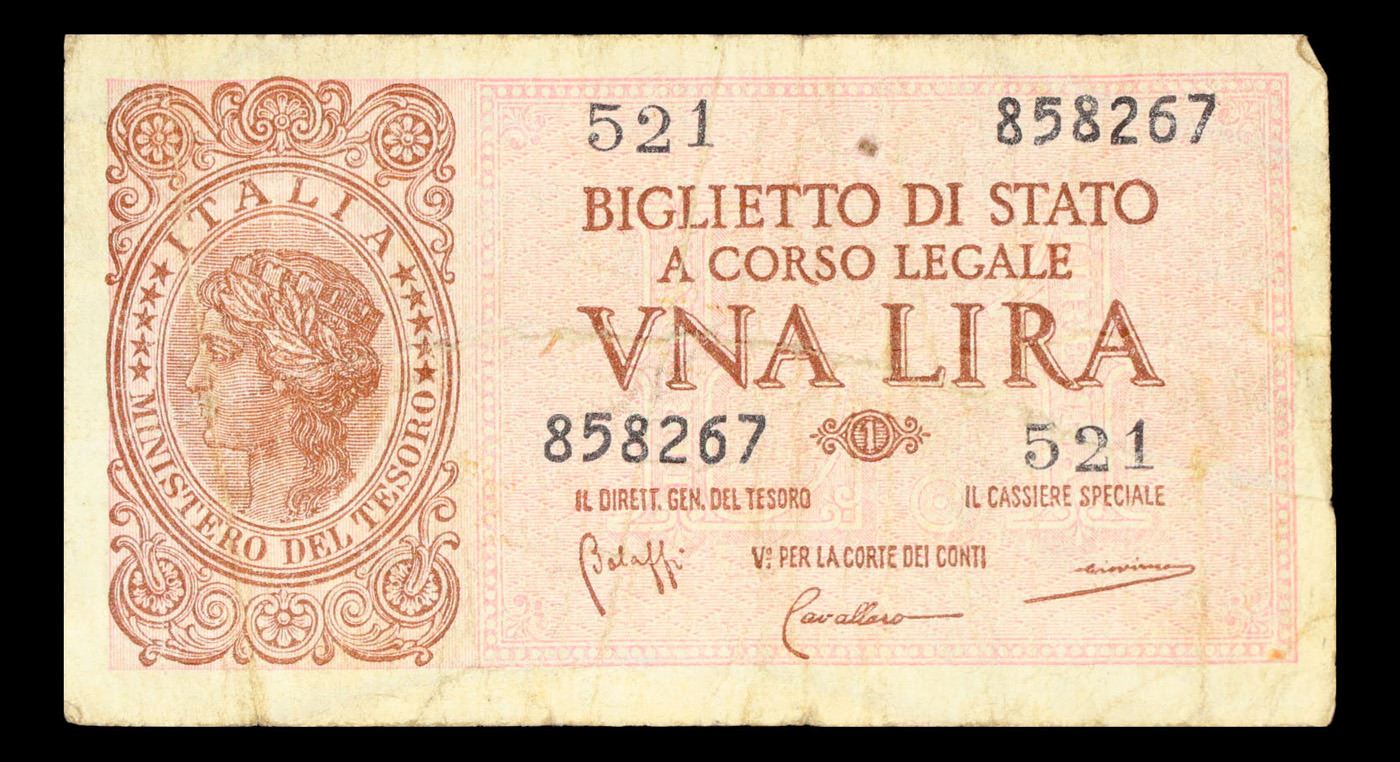 ITALIA
MINISTERO DEL TESORO
521 858267
BIGLIETTO DI STATO
A CORSO LEGALE
VNA LIRA
858267 1 521
IL DIRETT. GEN. DEL TESORO IL CASSIERE SPECIALE
Bolaffi Vº PER LA CORTE DEI CONTI
Cavallaro